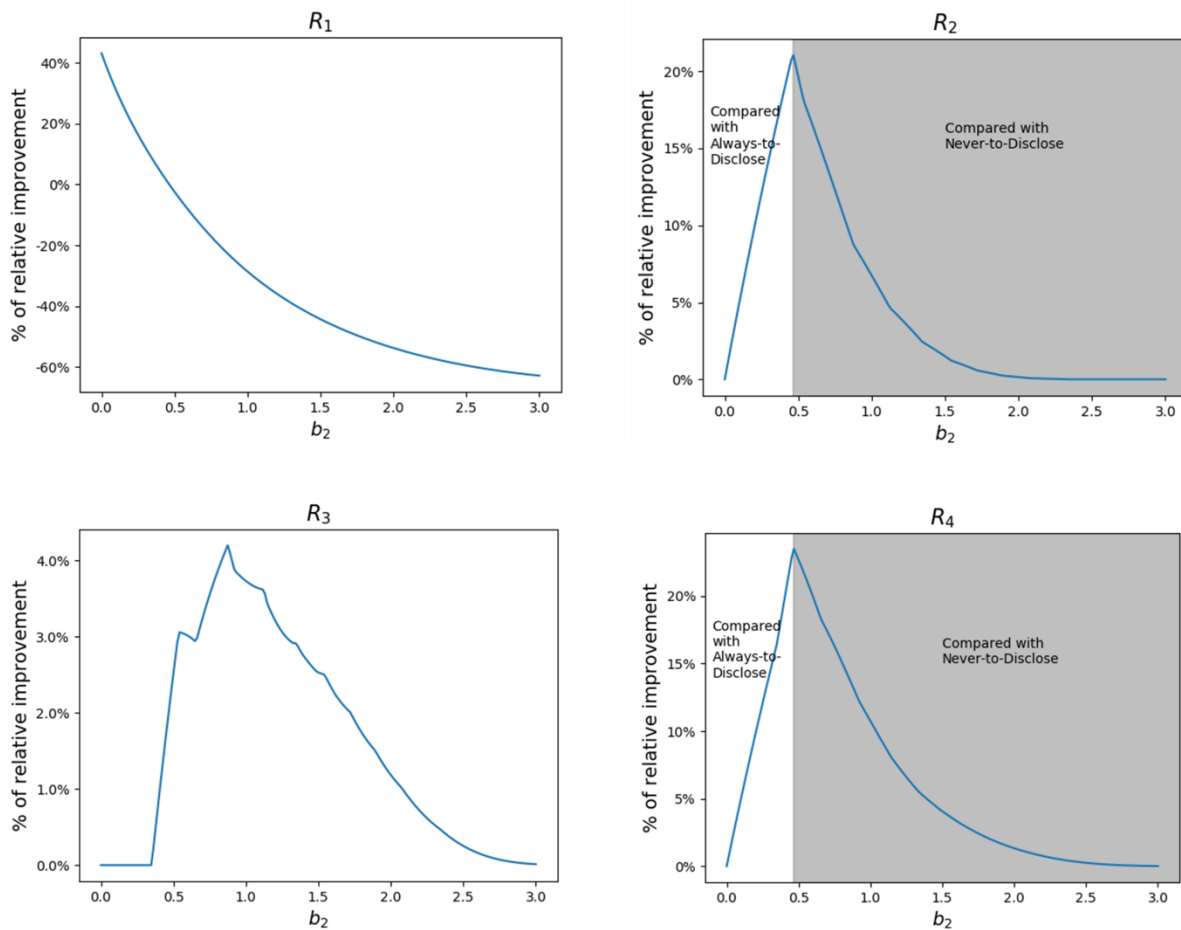 R₁
% of relative improvement
40%
20%
0%
-20%
-40%
-60%
0.0 0.5 1.0 1.5 2.0 2.5 3.0
b₂
R₂
% of relative improvement
20%
15%
10%
5%
0%
Compared
with
Always-to-
Disclose
Compared with
Never-to-Disclose
0.0 0.5 1.0 1.5 2.0 2.5 3.0
b₂
R₃
% of relative improvement
4.0%
3.0%
2.0%
1.0%
0.0%
0.0 0.5 1.0 1.5 2.0 2.5 3.0
b₂
R₄
% of relative improvement
20%
15%
10%
5%
0%
Compared
with
Always-to-
Disclose
Compared with
Never-to-Disclose
0.0 0.5 1.0 1.5 2.0 2.5 3.0
b₂